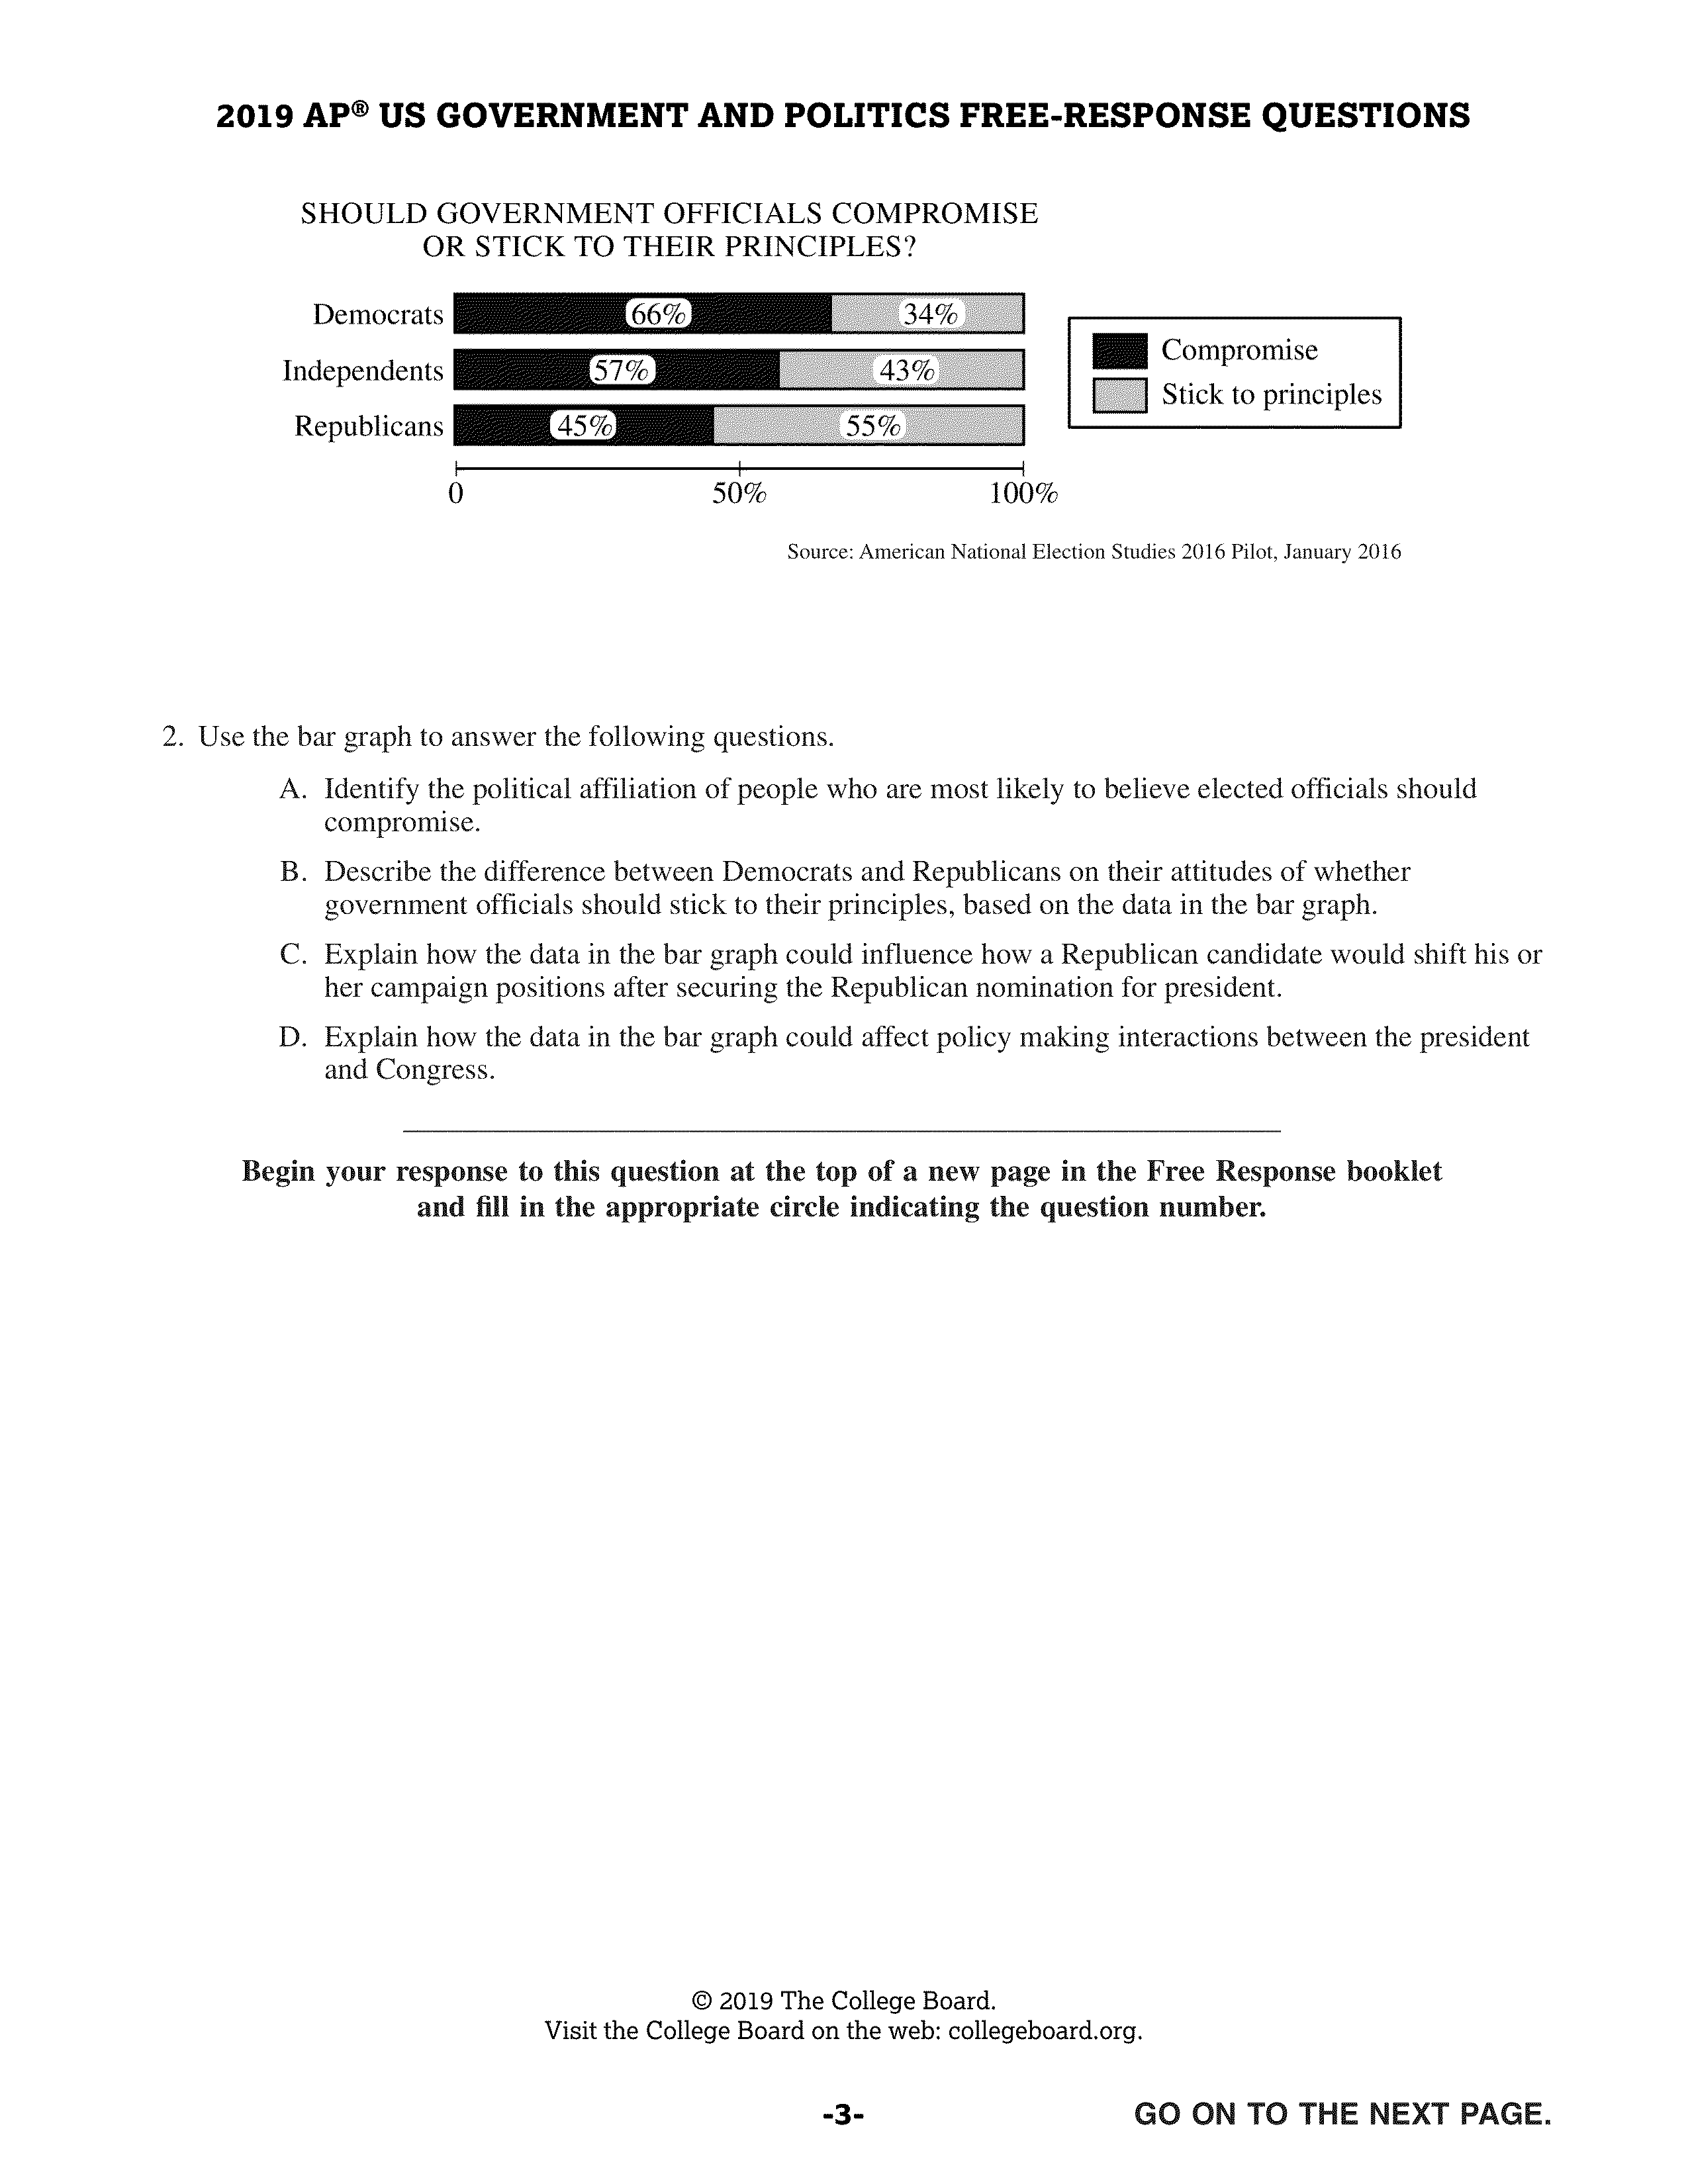 2019 AP® US GOVERNMENT AND POLITICS FREE-RESPONSE QUESTIONS
SHOULD GOVERNMENT OFFICIALS COMPROMISE
OR STICK TO THEIR PRINCIPLES?
Democrats 66% 34%
Independents 57% 43%
Republicans 45% 55%
0 50% 100%
Compromise
Stick to principles
Source: American National Election Studies 2016 Pilot, January 2016
2. Use the bar graph to answer the following questions.
A. Identify the political affiliation of people who are most likely to believe elected officials should
compromise.
B. Describe the difference between Democrats and Republicans on their attitudes of whether
government officials should stick to their principles, based on the data in the bar graph.
C. Explain how the data in the bar graph could influence how a Republican candidate would shift his or
her campaign positions after securing the Republican nomination for president.
D. Explain how the data in the bar graph could affect policy making interactions between the president
and Congress.
Begin your response to this question at the top of a new page in the Free Response booklet
and fill in the appropriate circle indicating the question number.
© 2019 The College Board.
Visit the College Board on the web: collegeboard.org.
-3-
GO ON TO THE NEXT PAGE.